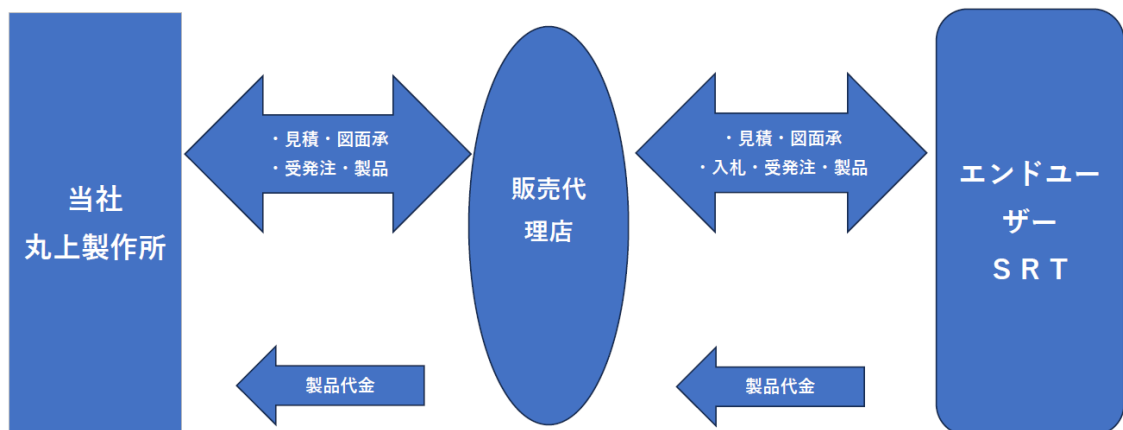 当社
丸上製作所
・見積・図面承
・受発注・製品
販売代
理店
・見積・図面承
・入札・受発注・製品
エンドユー
ザー
ＳＲＴ
製品代金
製品代金